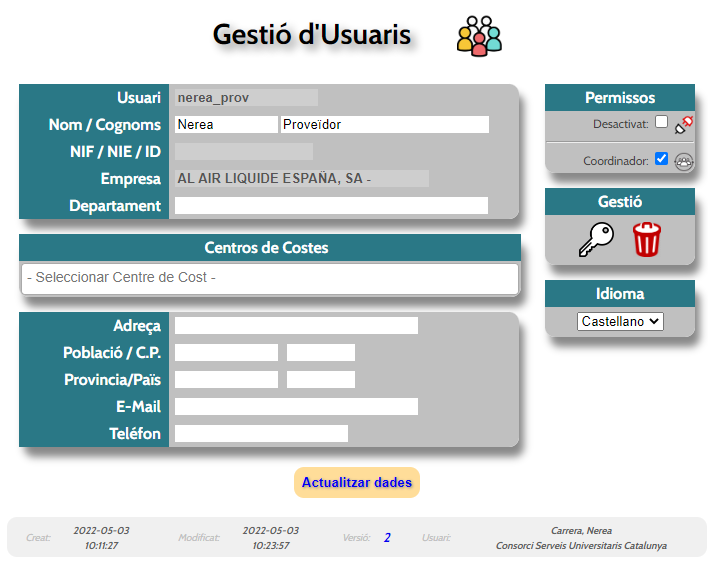 Gestió d'Usuaris
Usuari nerea_prov
Nom / Cognoms Nerea Proveïdor
NIF / NIE / ID
Empresa AL AIR LIQUIDE ESPAÑA, SA -
Departament
Permissos
Desactivat:
Coordinador:
Gestió
Idioma
Castellano
Centros de Costes
- Seleccionar Centre de Cost -
Adreça
Població / C.P.
Provincia/Païs
E-Mail
Teléfon
Actualitzar dades
Creat: 2022-05-03 10:11:27 Modificat: 2022-05-03 10:23:57 Versió: 2 Usuari: Carrera, Nerea
Consorci Serveis Universitaris Catalunya